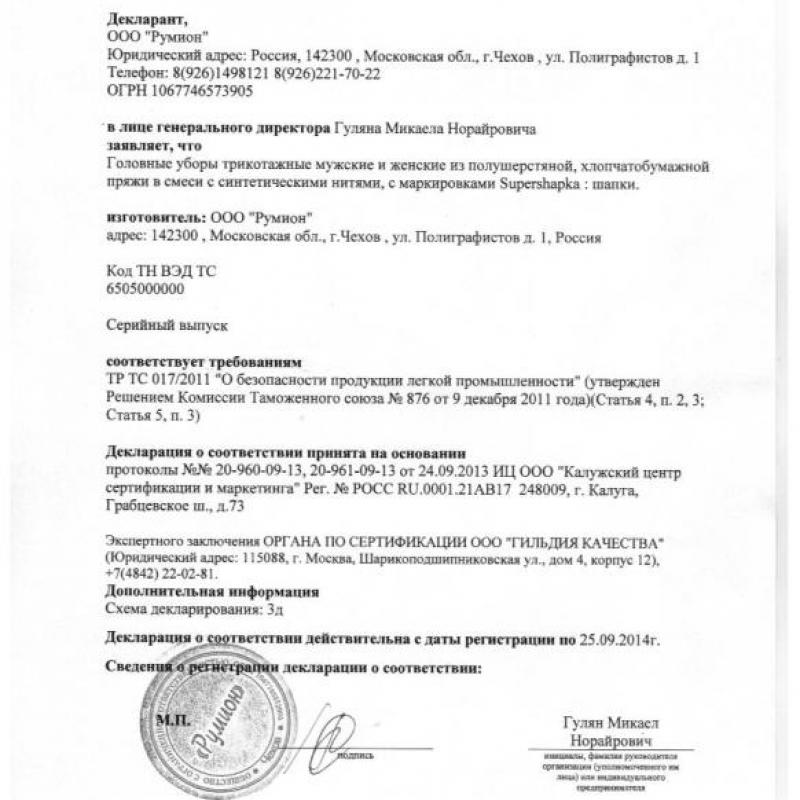 Декларант,
ООО "Румион"
Юридический адрес: Россия, 142300 , Московская обл., г.Чехов , ул. Полиграфистов д. 1
Телефон: 8(926)1498121 8(926)221-70-22
ОГРН 1067746573905
в лице генерального директора Гуляна Микаела Норайровича
заявляет, что
Головные уборы трикотажные мужские и женские из полушерстяной, хлопчатобумажной
пряжи в смеси с синтетическими нитями, с маркировками Supershapka : шапки.
изготовитель: ООО "Румион"
адрес: 142300 , Московская обл., г.Чехов , ул. Полиграфистов д. 1, Россия
Код ТН ВЭД ТС
6505000000
Серийный выпуск
соответствует требованиям
ТР ТС 017/2011 "О безопасности продукции легкой промышленности" (утвержден
Решением Комиссии Таможенного союза № 876 от 9 декабря 2011 года)(Статья 4, п. 2, 3;
Статья 5, п. 3)
Декларация о соответствии принята на основании
протоколы №№ 20-960-09-13, 20-961-09-13 от 24.09.2013 ИЦ ООО "Калужский центр
сертификации и маркетинга" Рег. № РОСС RU.0001.21АВ17 248009, г. Калуга,
Грабцевское ш., д.73
Экспертного заключения ОРГАНА ПО СЕРТИФИКАЦИИ ООО "ГИЛЬДИЯ КАЧЕСТВА"
(Юридический адрес: 115088, г. Москва, Шарикоподшипниковская ул., дом 4, корпус 12),
+7(4842) 22-02-81.
Дополнительная информация
Схема декларирования: 3д
Декларация о соответствии действительна с даты регистрации по 25.09.2014г.
Сведения о регистрации декларации о соответствии:
М.П.
«Румион»
подпись
Гулян Микаел
Норайрович
инициалы, фамилия руководителя
организации (уполномоченного им
лица) или индивидуального
предпринимателя